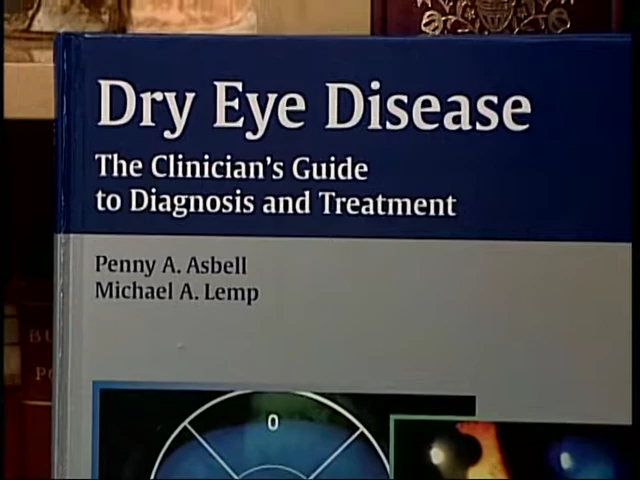 Dry Eye Disease
The Clinician's Guide
to Diagnosis and Treatment
Penny A. Asbell
Michael A. Lemp
0